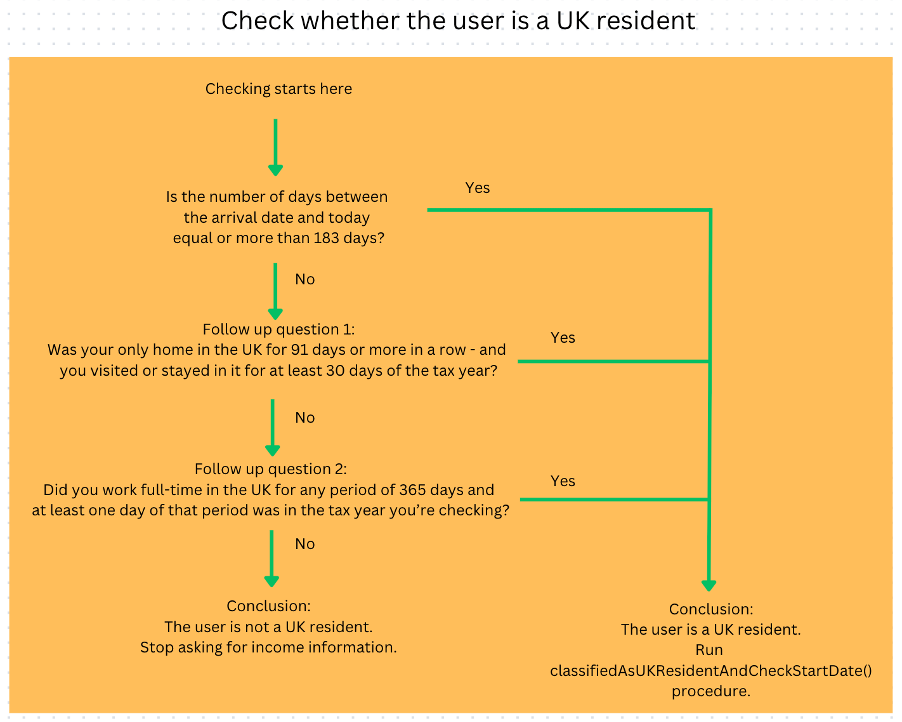 Check whether the user is a UK resident
Checking starts here
Is the number of days between
the arrival date and today
equal or more than 183 days?
Yes
No
Follow up question 1:
Was your only home in the UK for 91 days or more in a row - and
you visited or stayed in it for at least 30 days of the tax year?
Yes
No
Follow up question 2:
Did you work full-time in the UK for any period of 365 days and
at least one day of that period was in the tax year you’re checking?
Yes
No
Conclusion:
The user is not a UK resident.
Stop asking for income information.
Conclusion:
The user is a UK resident.
Run
classifiedAsUKResidentAndCheckStartDate()
procedure.